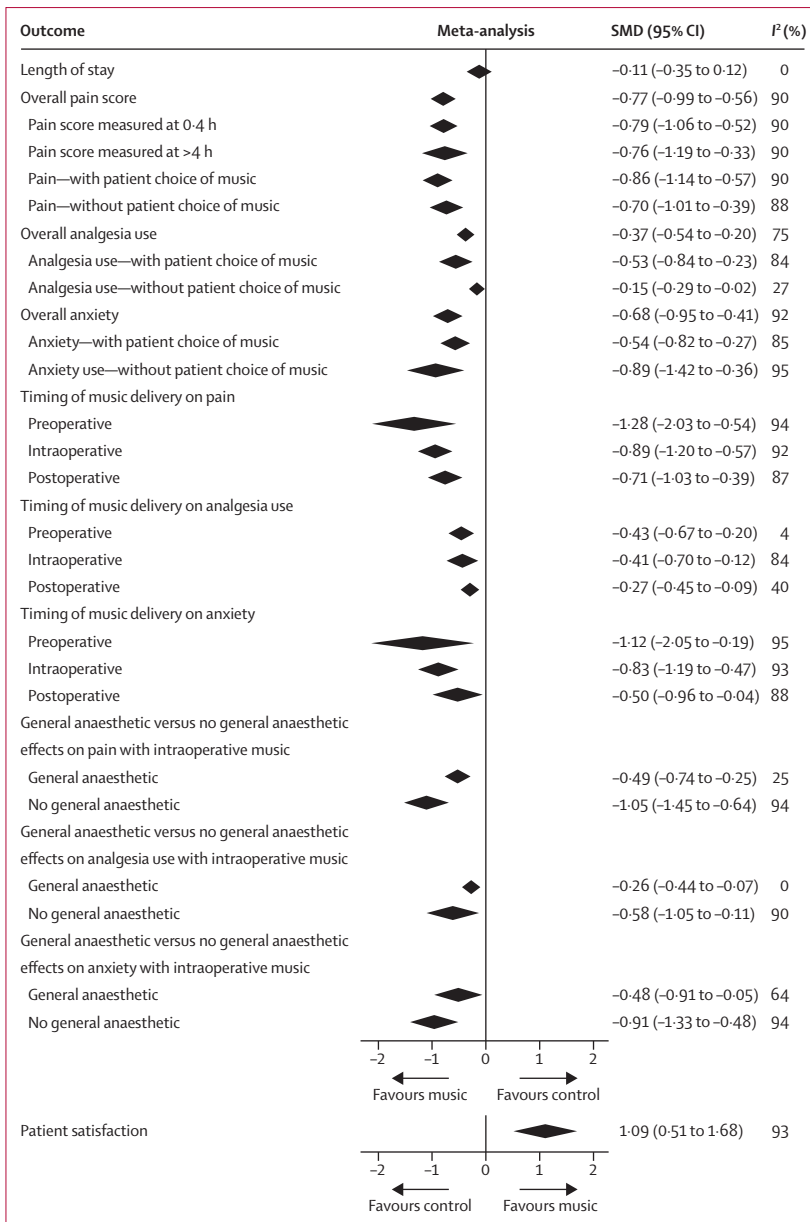 Outcome Meta-analysis SMD (95% CI) I² (%)
Length of stay –0·11 (–0·35 to 0·12) 0
Overall pain score –0·77 (–0·99 to –0·56) 90
Pain score measured at 0·4 h –0·79 (–1·06 to –0·52) 90
Pain score measured at >4 h –0·76 (–1·19 to –0·33) 90
Pain—with patient choice of music –0·86 (–1·14 to –0·57) 90
Pain—without patient choice of music –0·70 (–1·01 to –0·39) 88
Overall analgesia use –0·37 (–0·54 to –0·20) 75
Analgesia use—with patient choice of music –0·53 (–0·84 to –0·23) 84
Analgesia use—without patient choice of music –0·15 (–0·29 to –0·02) 27
Overall anxiety –0·68 (–0·95 to –0·41) 92
Anxiety—with patient choice of music –0·54 (–0·82 to –0·27) 85
Anxiety use—without patient choice of music –0·89 (–1·42 to –0·36) 95
Timing of music delivery on pain
Preoperative –1·28 (–2·03 to –0·54) 94
Intraoperative –0·89 (–1·20 to –0·57) 92
Postoperative –0·71 (–1·03 to –0·39) 87
Timing of music delivery on analgesia use
Preoperative –0·43 (–0·67 to –0·20) 4
Intraoperative –0·41 (–0·70 to –0·12) 84
Postoperative –0·27 (–0·45 to –0·09) 40
Timing of music delivery on anxiety
Preoperative –1·12 (–2·05 to –0·19) 95
Intraoperative –0·83 (–1·19 to –0·47) 93
Postoperative –0·50 (–0·96 to –0·04) 88
General anaesthetic versus no general anaesthetic
effects on pain with intraoperative music
General anaesthetic –0·49 (–0·74 to –0·25) 25
No general anaesthetic –1·05 (–1·45 to –0·64) 94
General anaesthetic versus no general anaesthetic
effects on analgesia use with intraoperative music
General anaesthetic –0·26 (–0·44 to –0·07) 0
No general anaesthetic –0·58 (–1·05 to –0·11) 90
General anaesthetic versus no general anaesthetic
effects on anxiety with intraoperative music
General anaesthetic –0·48 (–0·91 to –0·05) 64
No general anaesthetic –0·91 (–1·33 to –0·48) 94
–2 –1 0 1 2
Favours music Favours control
Patient satisfaction 1·09 (0·51 to 1·68) 93
–2 –1 0 1 2
Favours control Favours music